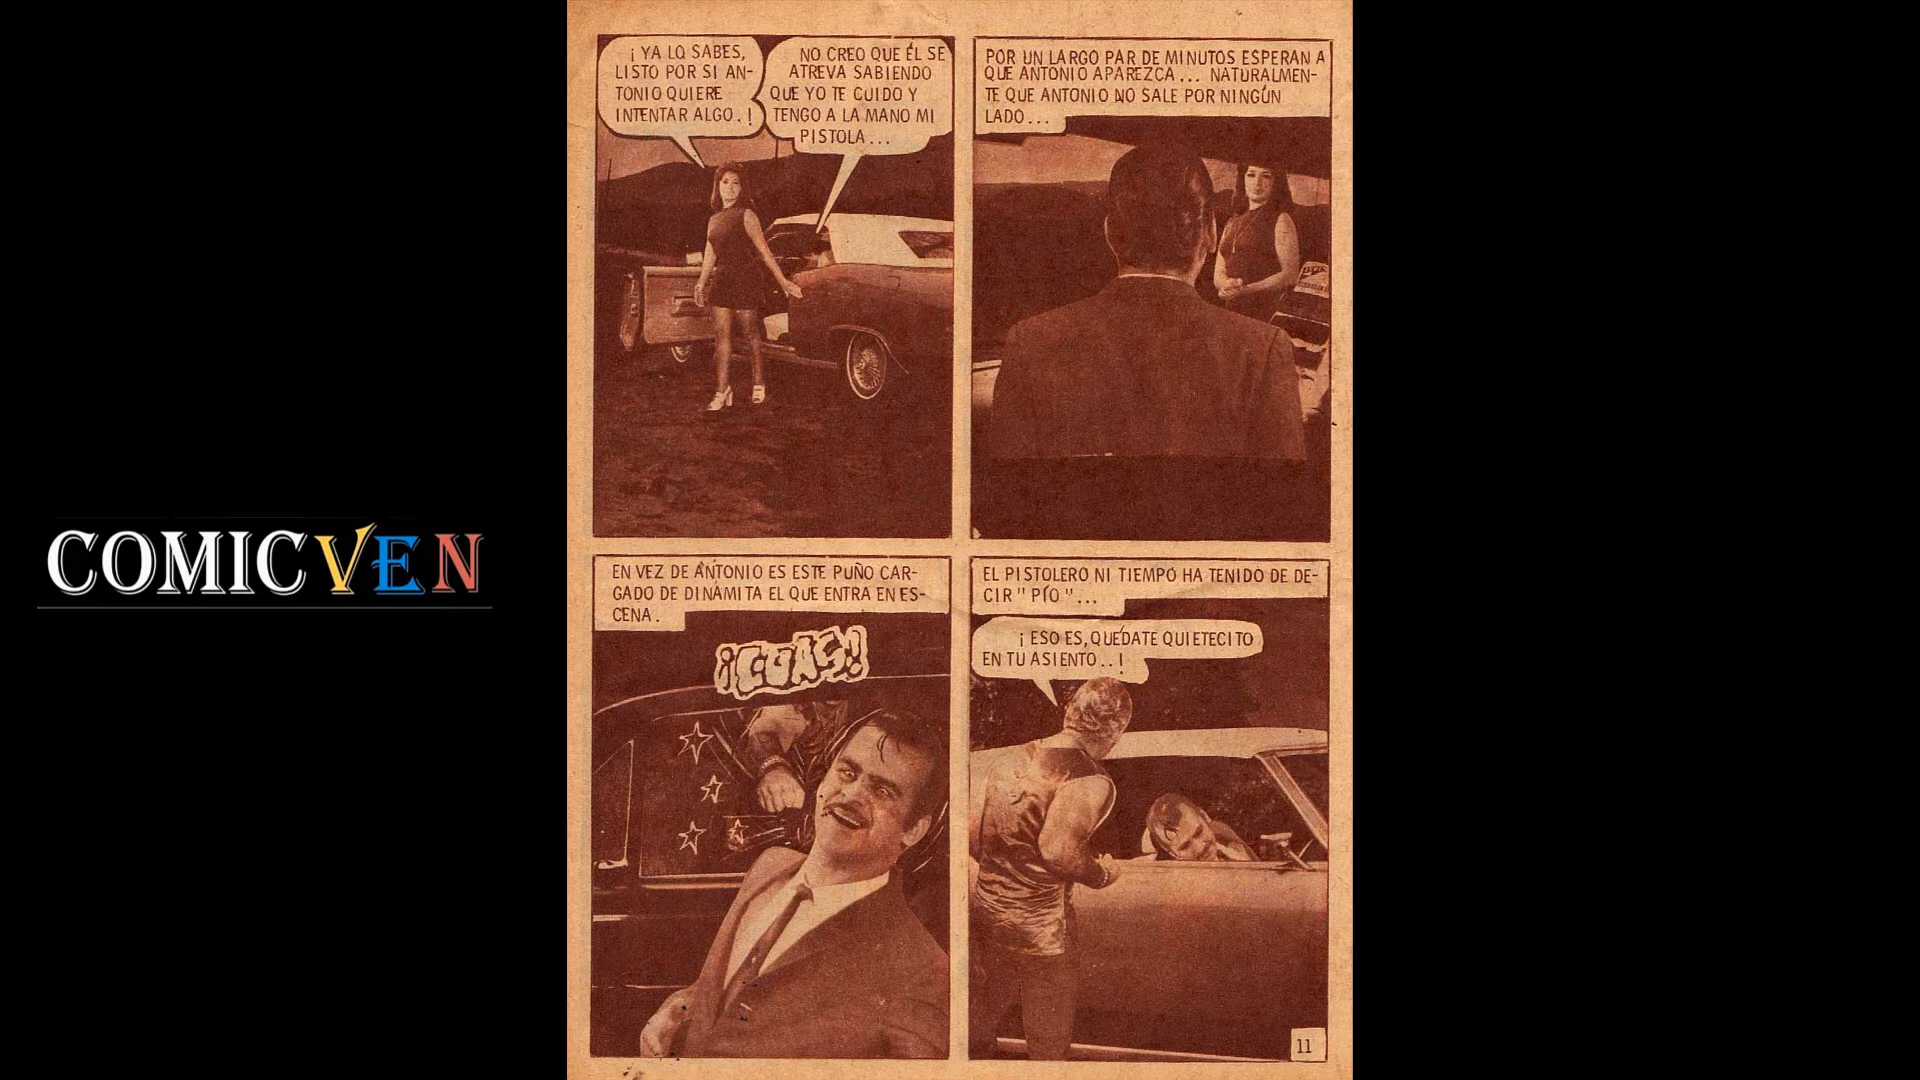 ¡YA LO SABES,
LISTO POR SI AN-
TONIO QUIERE
INTENTAR ALGO.!
NO CREO QUE ÉL SE
ATREVA SABIENDO
QUE YO TE CUIDO Y
TENGO A LA MANO MI
PISTOLA...
POR UN LARGO PAR DE MINUTOS ESPERAN A
QUE ANTONIO APAREZCA... NATURALMEN-
TE QUE ANTONIO NO SALE POR NINGÚN
LADO...
EN VEZ DE ANTONIO ES ESTE PUÑO CAR-
GADO DE DINAMITA EL QUE ENTRA EN ES-
CENA.
¡CUAS!
EL PISTOLERO NI TIEMPO HA TENIDO DE DE-
CIR "PÍO"...
¡ESO ES, QUÉDATE QUIETECITO
EN TU ASIENTO..!
11
COMICVEN